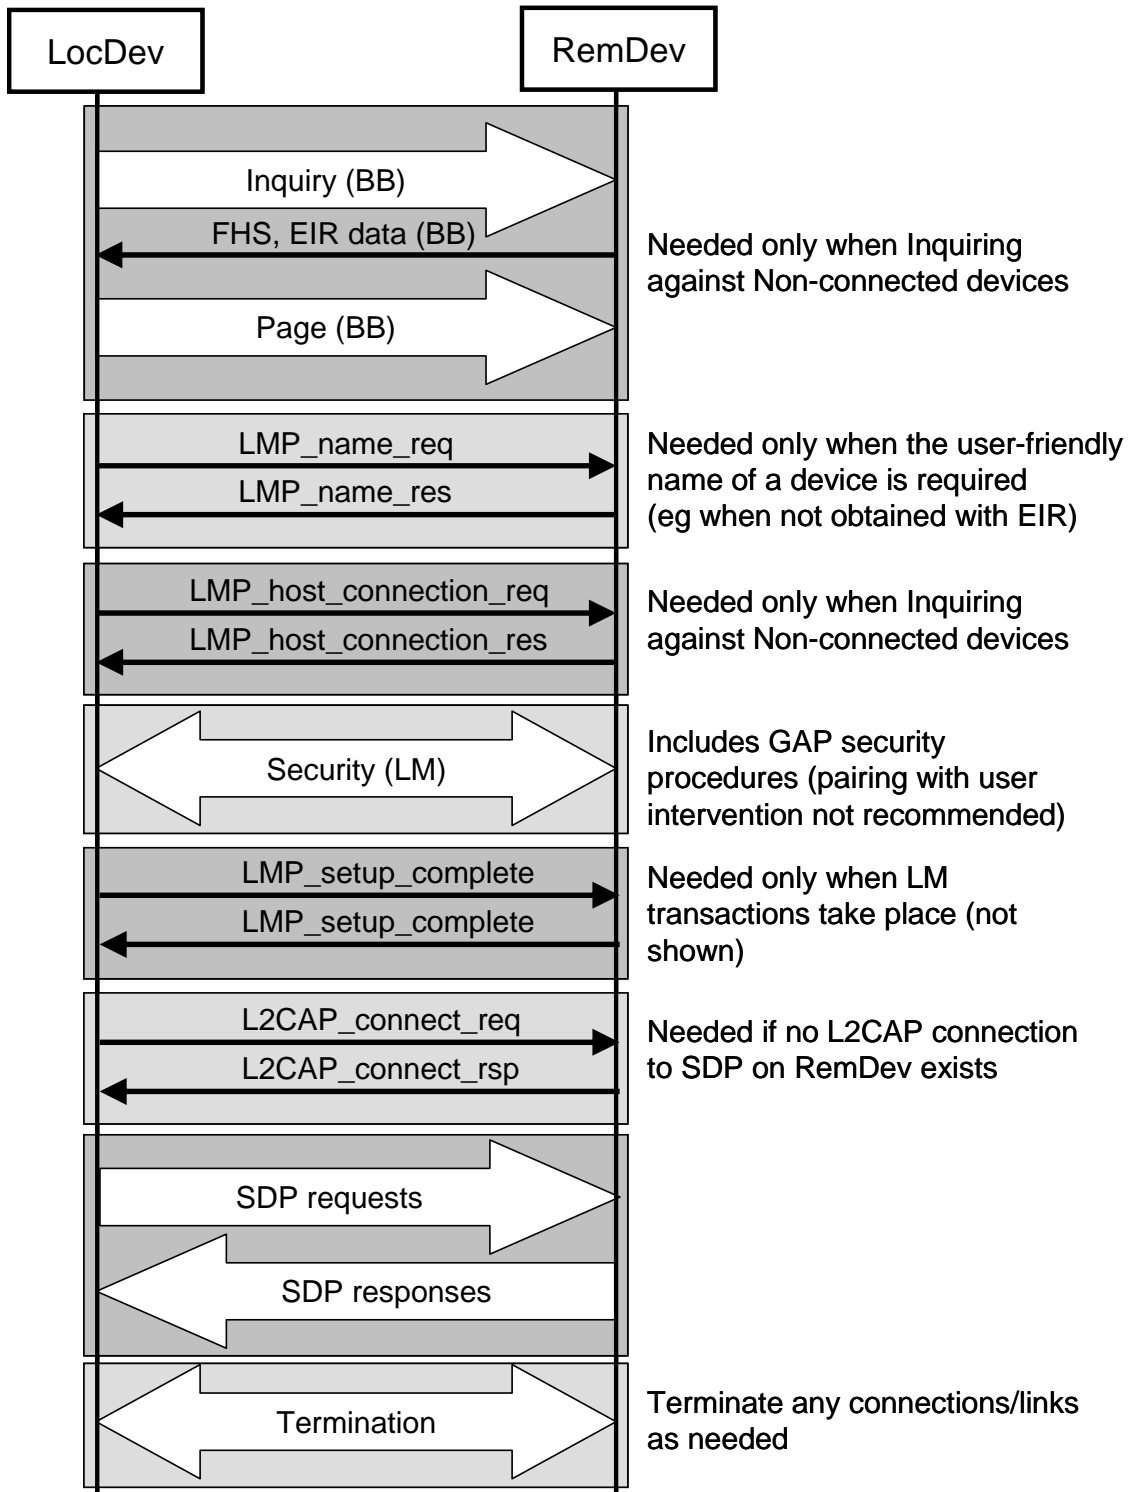 LocDev
RemDev
Inquiry (BB)
FHS, EIR data (BB)
Needed only when Inquiring
against Non-connected devices
Page (BB)
LMP_name_req
LMP_name_res
Needed only when the user-friendly
name of a device is required
(eg when not obtained with EIR)
LMP_host_connection_req
LMP_host_connection_res
Needed only when Inquiring
against Non-connected devices
Security (LM)
Includes GAP security
procedures (pairing with user
intervention not recommended)
LMP_setup_complete
LMP_setup_complete
Needed only when LM
transactions take place (not
shown)
L2CAP_connect_req
L2CAP_connect_rsp
Needed if no L2CAP connection
to SDP on RemDev exists
SDP requests
SDP responses
Termination
Terminate any connections/links
as needed